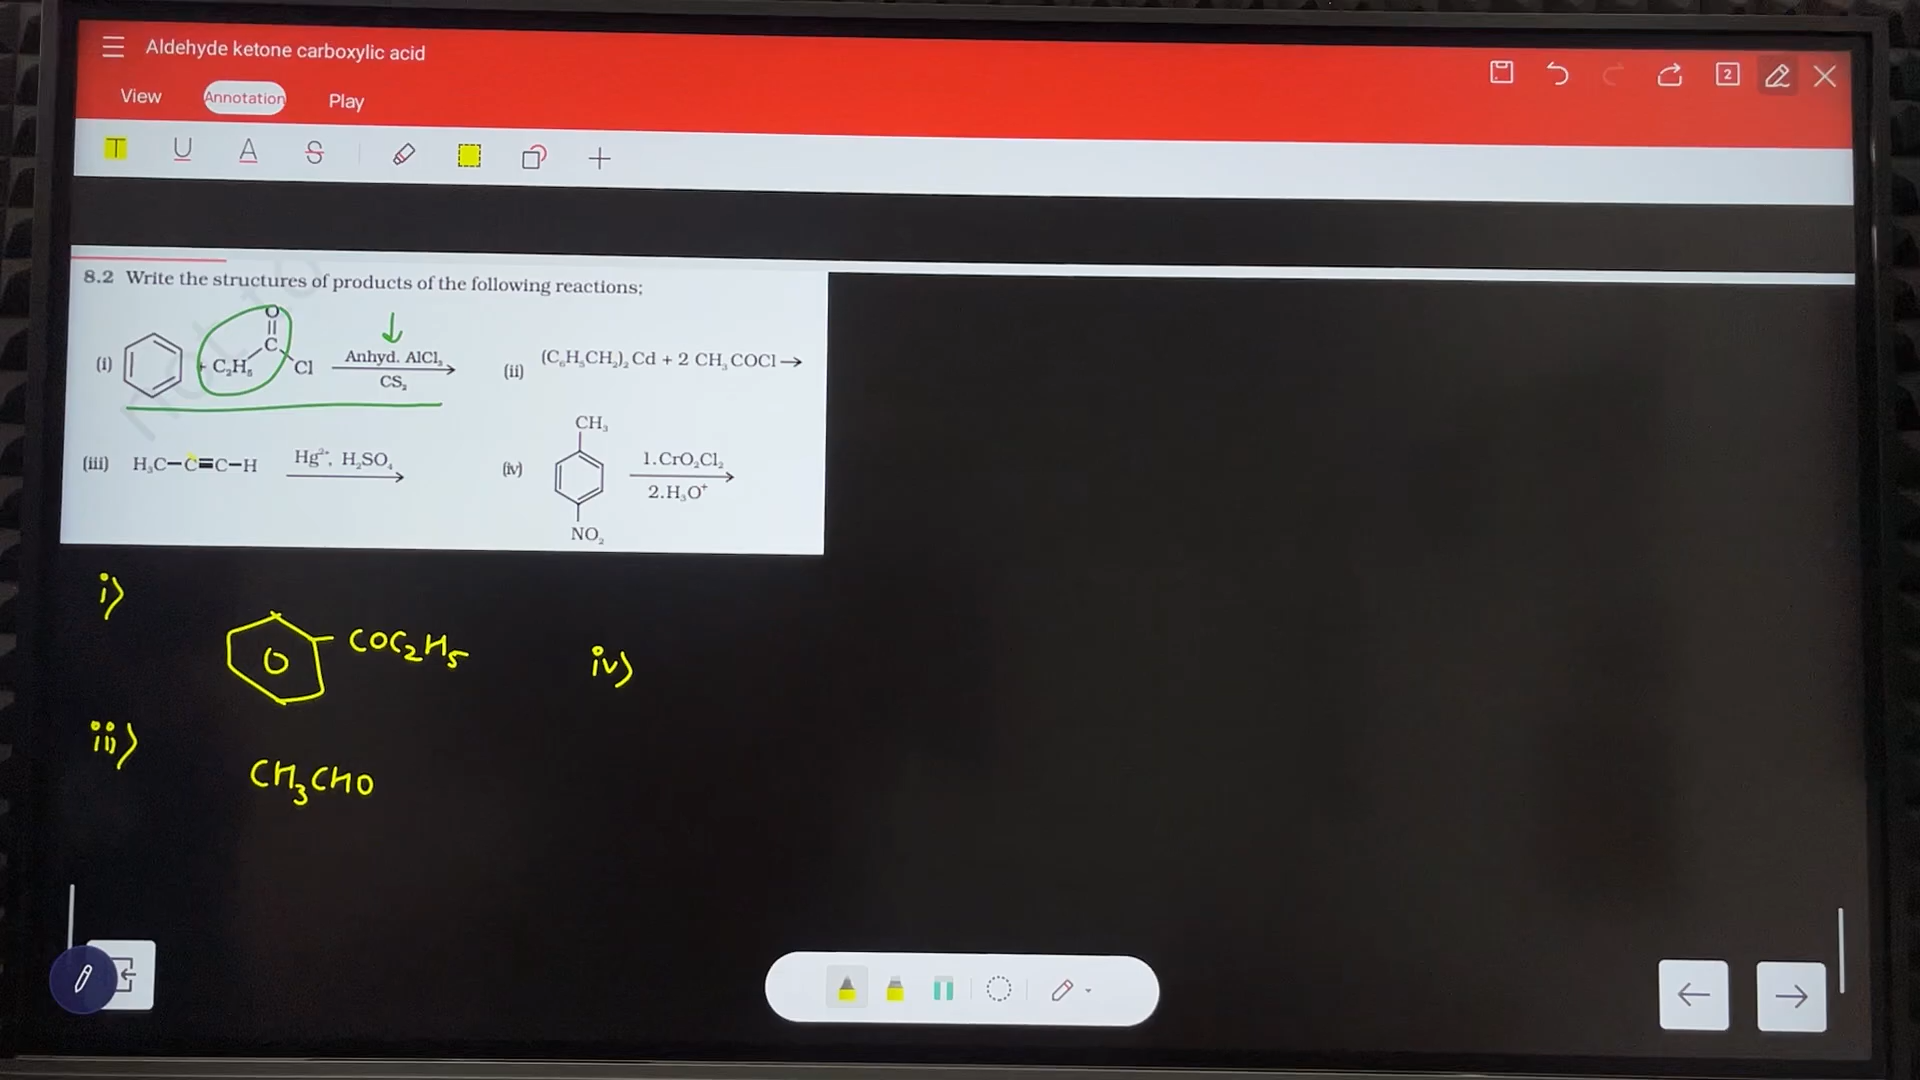 Aldehyde ketone carboxylic acid
View Annotation Play
T U A S
2
8.2 Write the structures of products of the following reactions;
(i) + C₂H₅ C O Cl Anhyd. AlCl₃ CS₂
(ii) (C₆H₅CH₂)₂ Cd + 2 CH₃COCl →
(iii) H₃C–C≡C–H Hg²⁺, H₂SO₄
(iv) CH₃ NO₂ 1.CrO₂Cl₂ 2.H₃O⁺
i)
COC₂H₅
iv)
iii)
CH₃CHO